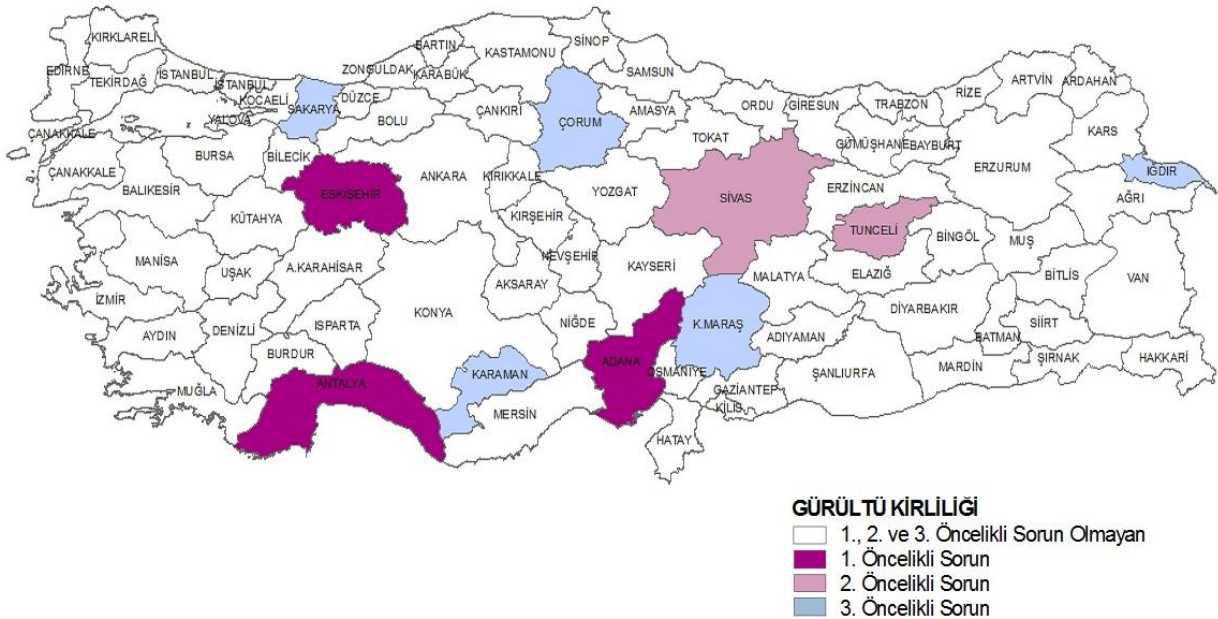 KIRKLARELİ
EDİRNE
TEKİRDAĞ
İSTANBUL
İSTANBUL
KOCAELİ
YALOVA
SAKARYA
DÜZCE
ZONGULDAK
BARTIN
KARABÜK
KASTAMONU
SİNOP
SAMSUN
BOLU
ÇANKIRI
ÇORUM
AMASYA
ORDU
GİRESUN
TRABZON
RİZE
ARTVİN
ARDAHAN
TOKAT
GÜMÜŞHANE
BAYBURT
ERZURUM
KARS
IĞDIR
AĞRI
ÇANAKKALE
ÇANAKKALE
BURSA
BİLECİK
BALIKESİR
ESKİŞEHİR
ANKARA
KIRIKKALE
YOZGAT
SİVAS
ERZİNCAN
TUNCELİ
BİNGÖL
MUŞ
KÜTAHYA
KIRŞEHİR
NEVŞEHİR
KAYSERİ
MALATYA
ELAZIĞ
BİTLİS
VAN
MANİSA
UŞAK
A.KARAHİSAR
AKSARAY
İZMİR
KONYA
NİĞDE
K.MARAŞ
ADIYAMAN
DİYARBAKIR
BATMAN
SİİRT
ŞIRNAK
HAKKARİ
AYDIN
DENİZLİ
ISPARTA
BURDUR
MUĞLA
ANTALYA
KARAMAN
MERSİN
ADANA
OSMANİYE
GAZİANTEP
KİLİS
ŞANLIURFA
MARDİN
HATAY
GÜRÜLTÜ KİRLİLİĞİ
1., 2. ve 3. Öncelikli Sorun Olmayan
1. Öncelikli Sorun
2. Öncelikli Sorun
3. Öncelikli Sorun